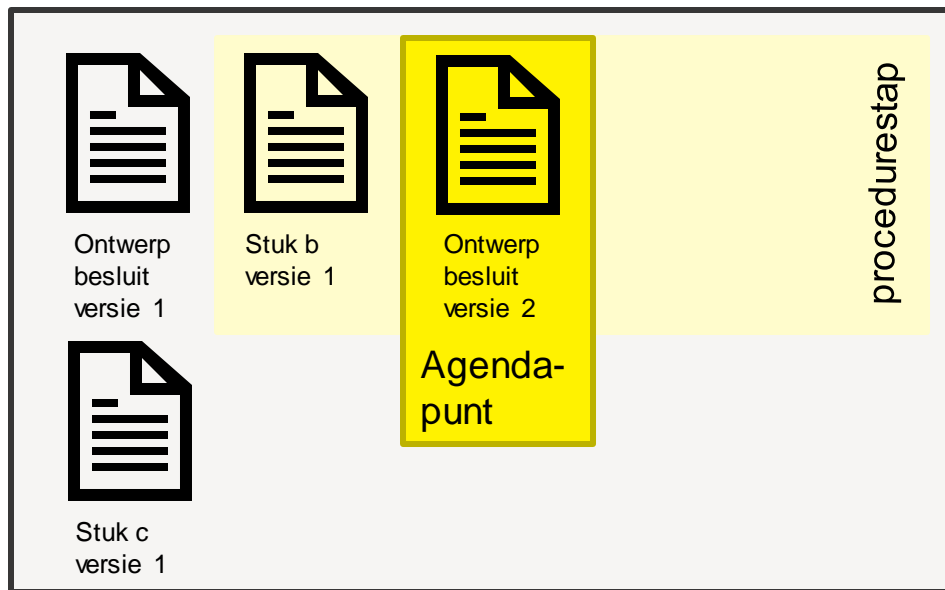 Ontwerp
besluit
versie 1
Stuk b
versie 1
Ontwerp
besluit
versie 2
Agenda-
punt
procedurestap
Stuk c
versie 1